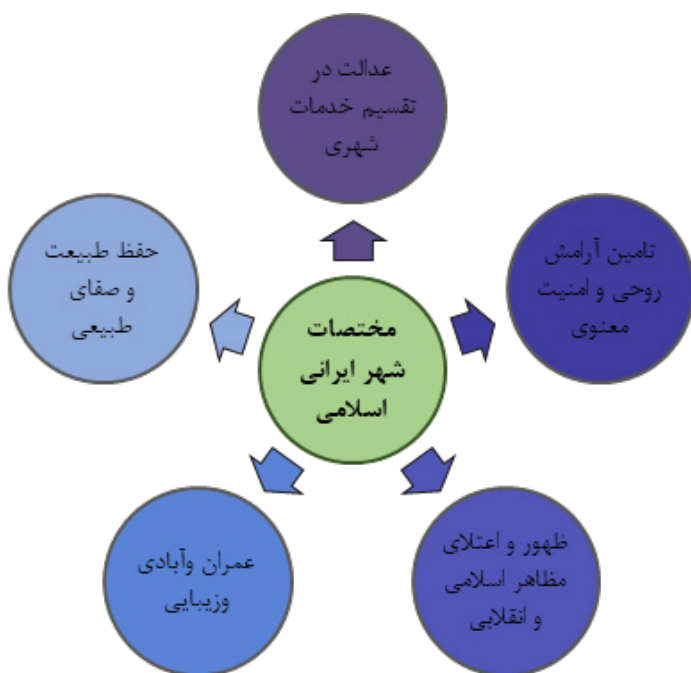 عدالت در
تقسیم خدمات
شهری
تامین آرامش
روحی و امنیت
معنوی
ظهور و اعتلای
مظاهر اسلامی
و انقلابی
عمران وآبادی
وزیبایی
حفظ طبیعت
و صفای
طبیعی
مختصات
شهر ایرانی
اسلامی